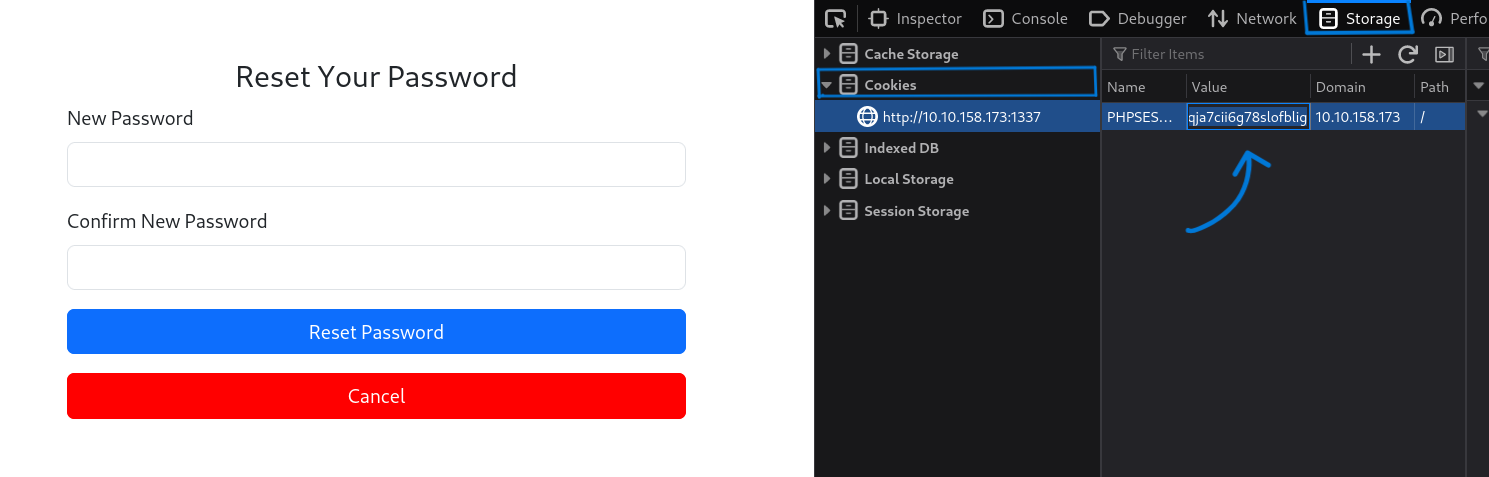 Reset Your Password
New Password
Confirm New Password
Reset Password
Cancel
Inspector Console Debugger Network Storage Perfo
Cache Storage
Cookies
http://10.10.158.173:1337
Indexed DB
Local Storage
Session Storage
Filter Items
Name Value Domain Path
PHPSES... qja7cii6g78slofblig 10.10.158.173 /